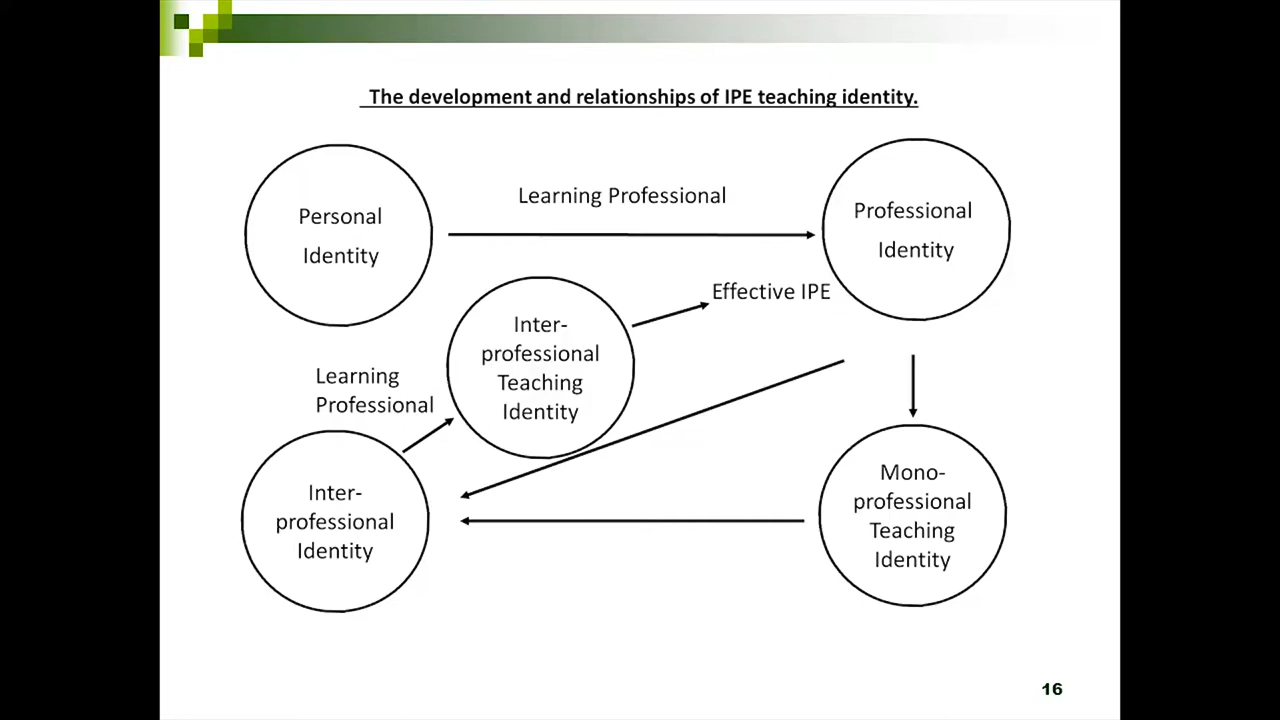 The development and relationships of IPE teaching identity.
Personal
Identity
Learning Professional
Professional
Identity
Effective IPE
Inter-
professional
Teaching
Identity
Learning
Professional
Inter-
professional
Identity
Mono-
professional
Teaching
Identity
16